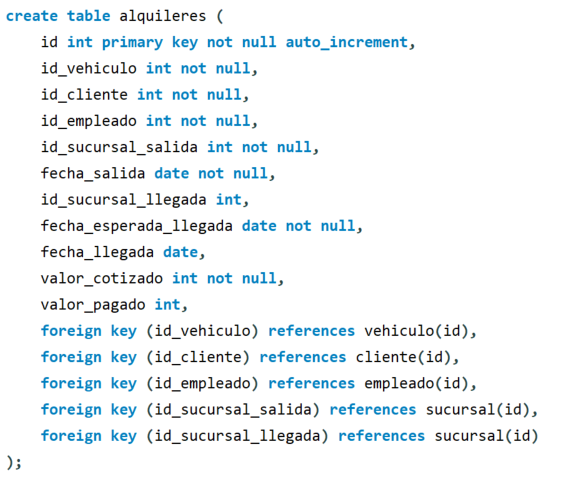 create table alquileres (
id int primary key not null auto_increment,
id_vehiculo int not null,
id_cliente int not null,
id_empleado int not null,
id_sucursal_salida int not null,
fecha_salida date not null,
id_sucursal_llegada int,
fecha_esperada_llegada date not null,
fecha_llegada date,
valor_cotizado int not null,
valor_pagado int,
foreign key (id_vehiculo) references vehiculo(id),
foreign key (id_cliente) references cliente(id),
foreign key (id_empleado) references empleado(id),
foreign key (id_sucursal_salida) references sucursal(id),
foreign key (id_sucursal_llegada) references sucursal(id)
);